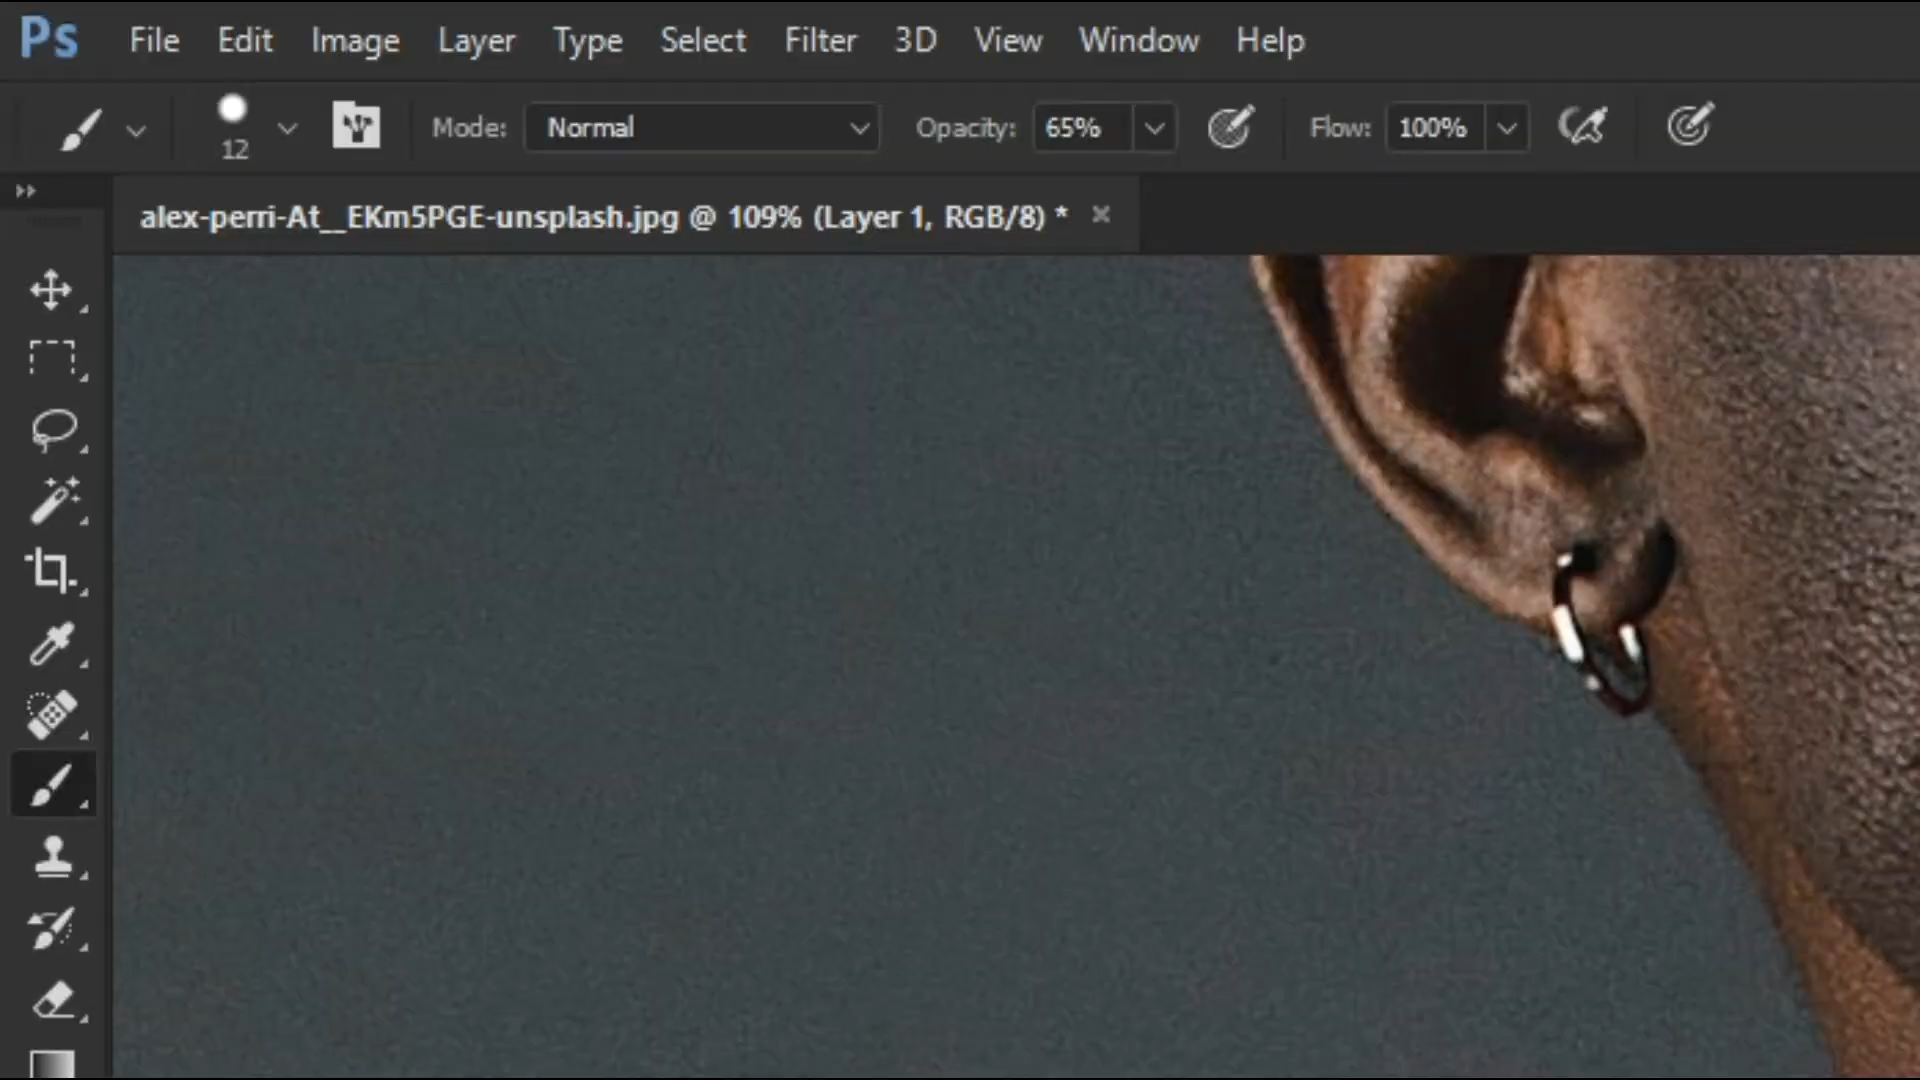 Ps File Edit Image Layer Type Select Filter 3D View Window Help
12 Mode: Normal Opacity: 65% Flow: 100%
alex-perri-At__EKm5PGE-unsplash.jpg @ 109% (Layer 1, RGB/8) *